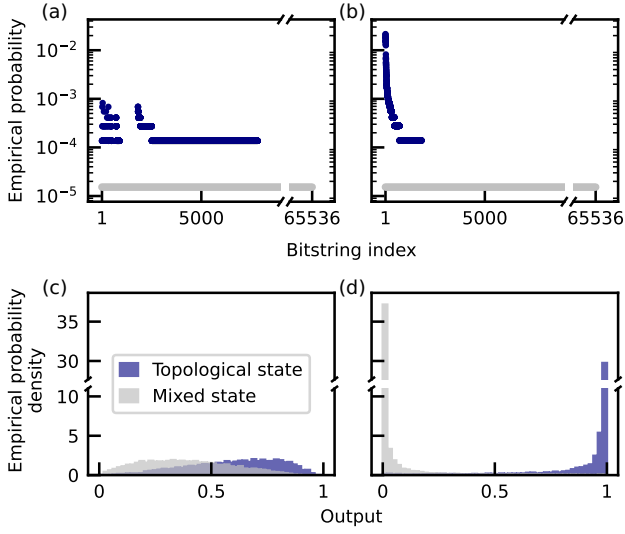 (a) (b)
Empirical probability
10⁻²
10⁻³
10⁻⁴
10⁻⁵
1 5000 65536 1 5000 65536
Bitstring index
(c) (d)
Empirical probability
density
35
30
10
5
0
Topological state
Mixed state
0 0.5 1 0 0.5 1
Output